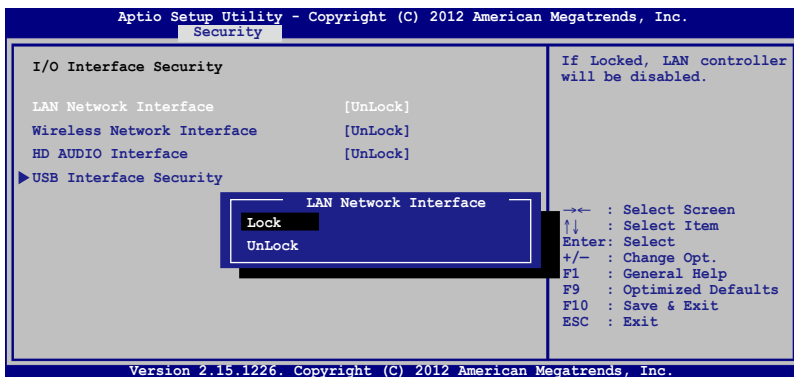 Aptio Setup Utility - Copyright (C) 2012 American Megatrends, Inc.
Security
I/O Interface Security
LAN Network Interface [UnLock]
Wireless Network Interface [UnLock]
HD AUDIO Interface [UnLock]
▶USB Interface Security
LAN Network Interface
Lock
UnLock
If Locked, LAN controller
will be disabled.
→← : Select Screen
↑↓ : Select Item
Enter: Select
+/— : Change Opt.
F1 : General Help
F9 : Optimized Defaults
F10 : Save & Exit
ESC : Exit
Version 2.15.1226. Copyright (C) 2012 American Megatrends, Inc.